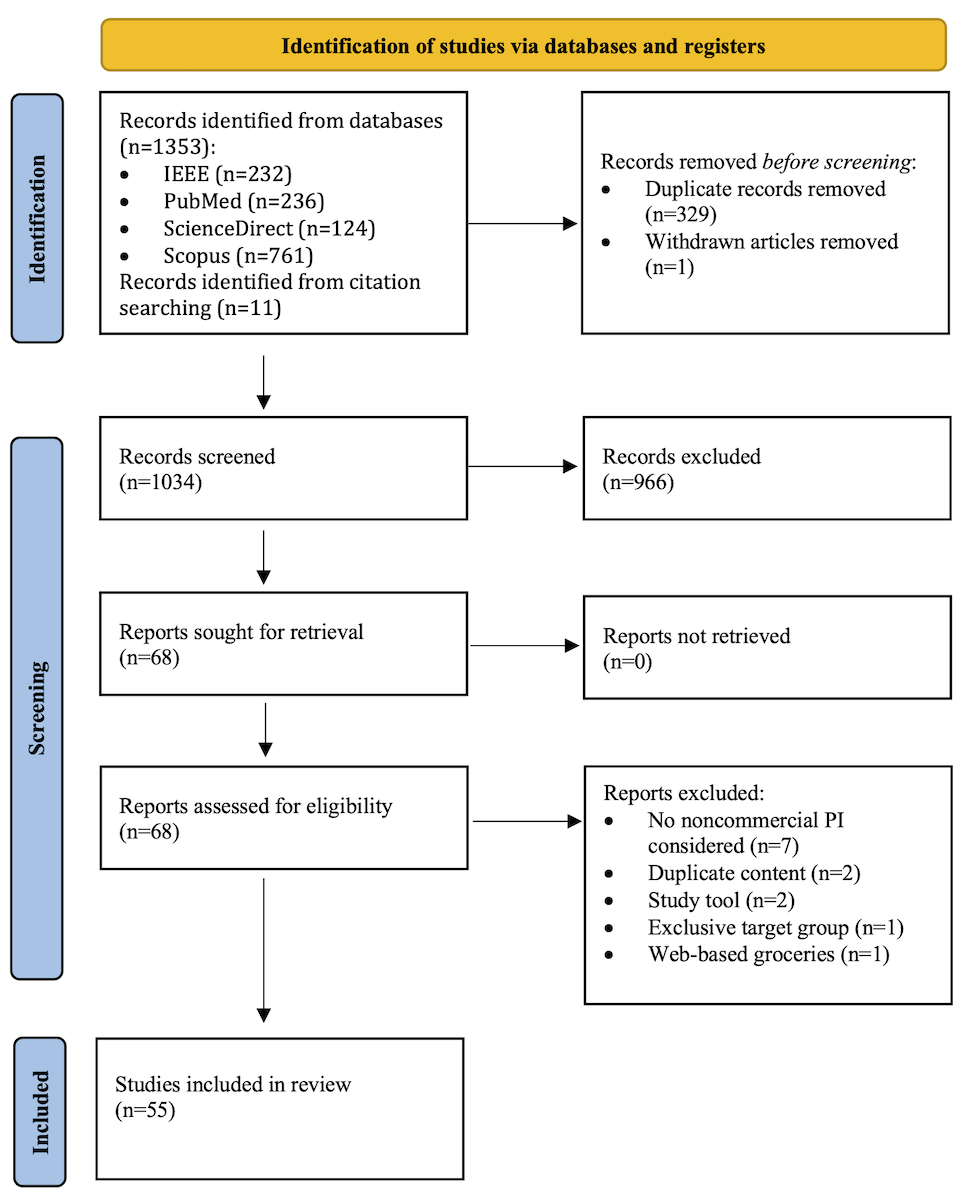 Identification of studies via databases and registers
Identification
Records identified from databases
(n=1353):
• IEEE (n=232)
• PubMed (n=236)
• ScienceDirect (n=124)
• Scopus (n=761)
Records identified from citation
searching (n=11)
Records removed before screening:
• Duplicate records removed
(n=329)
• Withdrawn articles removed
(n=1)
Screening
Records screened
(n=1034)
Records excluded
(n=966)
Reports sought for retrieval
(n=68)
Reports not retrieved
(n=0)
Reports assessed for eligibility
(n=68)
Reports excluded:
• No noncommercial PI
considered (n=7)
• Duplicate content (n=2)
• Study tool (n=2)
• Exclusive target group (n=1)
• Web-based groceries (n=1)
Included
Studies included in review
(n=55)